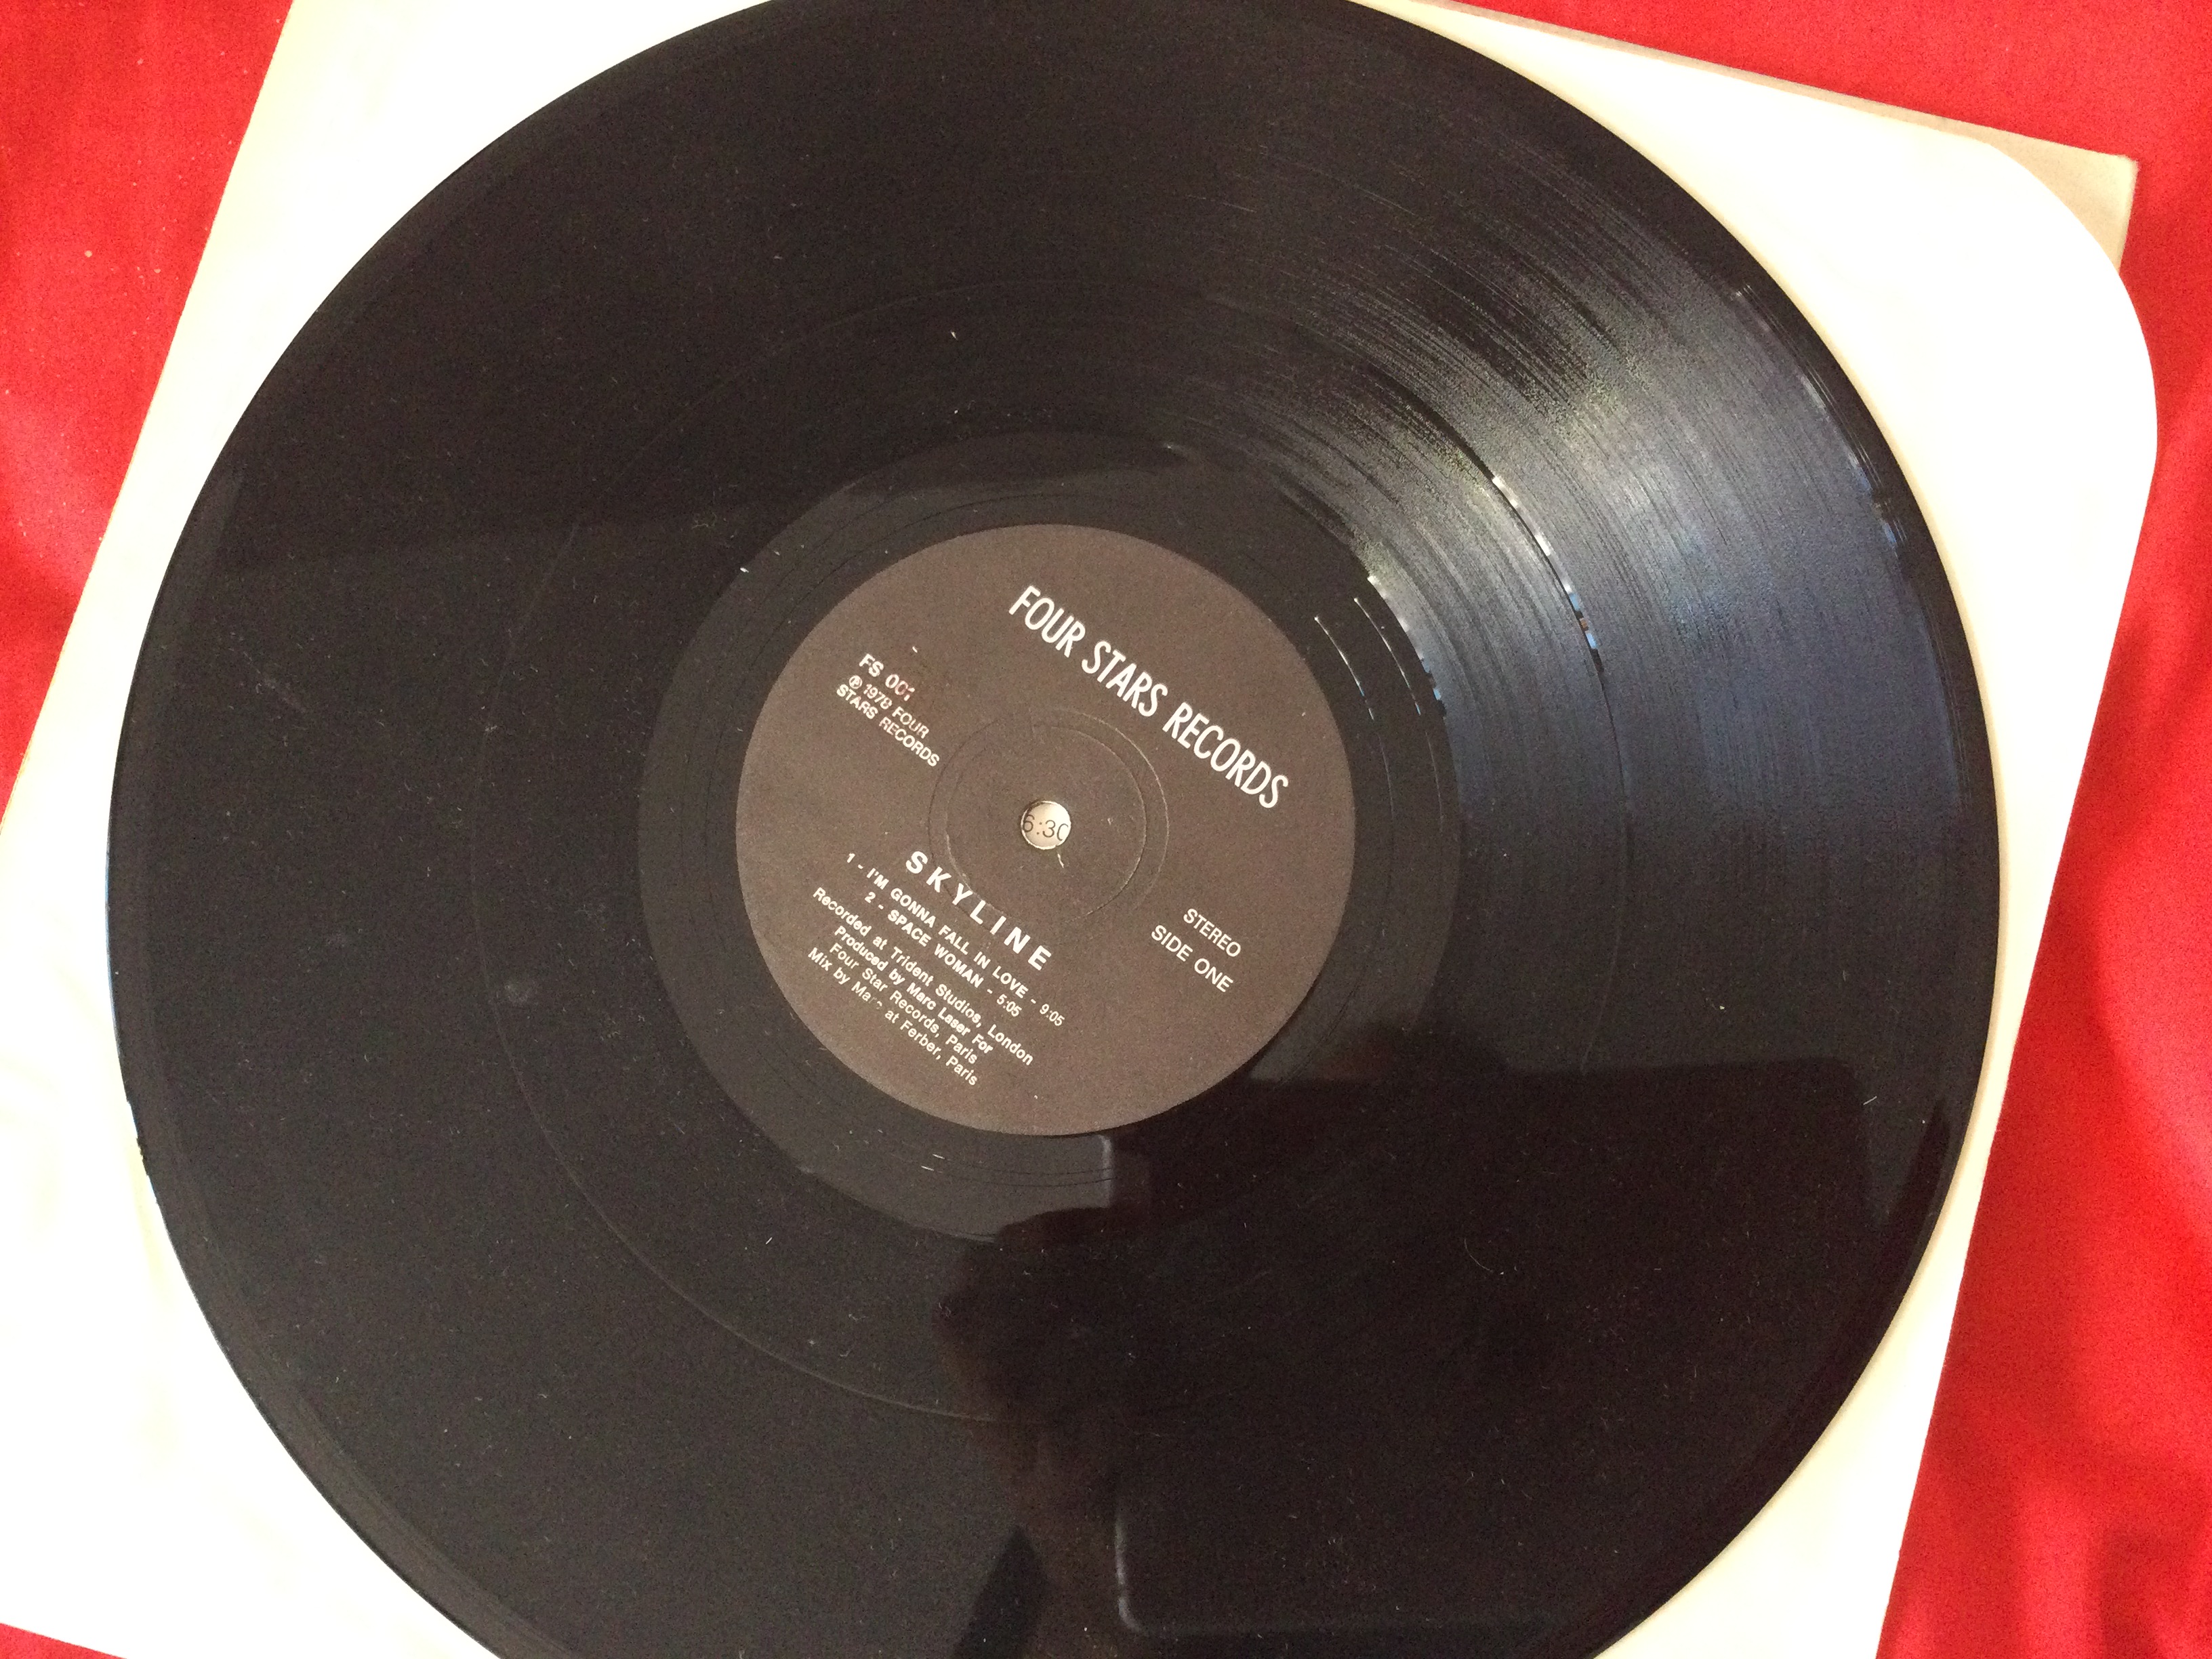 FOUR STARS RECORDS
FS 001
℗ 1978 FOUR
STARS RECORDS
6:30
STEREO
SIDE ONE
SKYLINE
1 - I'M GONNA FALL IN LOVE - 9:05
2 - SPACE WOMAN - 5:05
Recorded at Trident Studios, London
Produced by Marc Laser For
Four Star Records, Paris
Mix by at Ferber, Paris